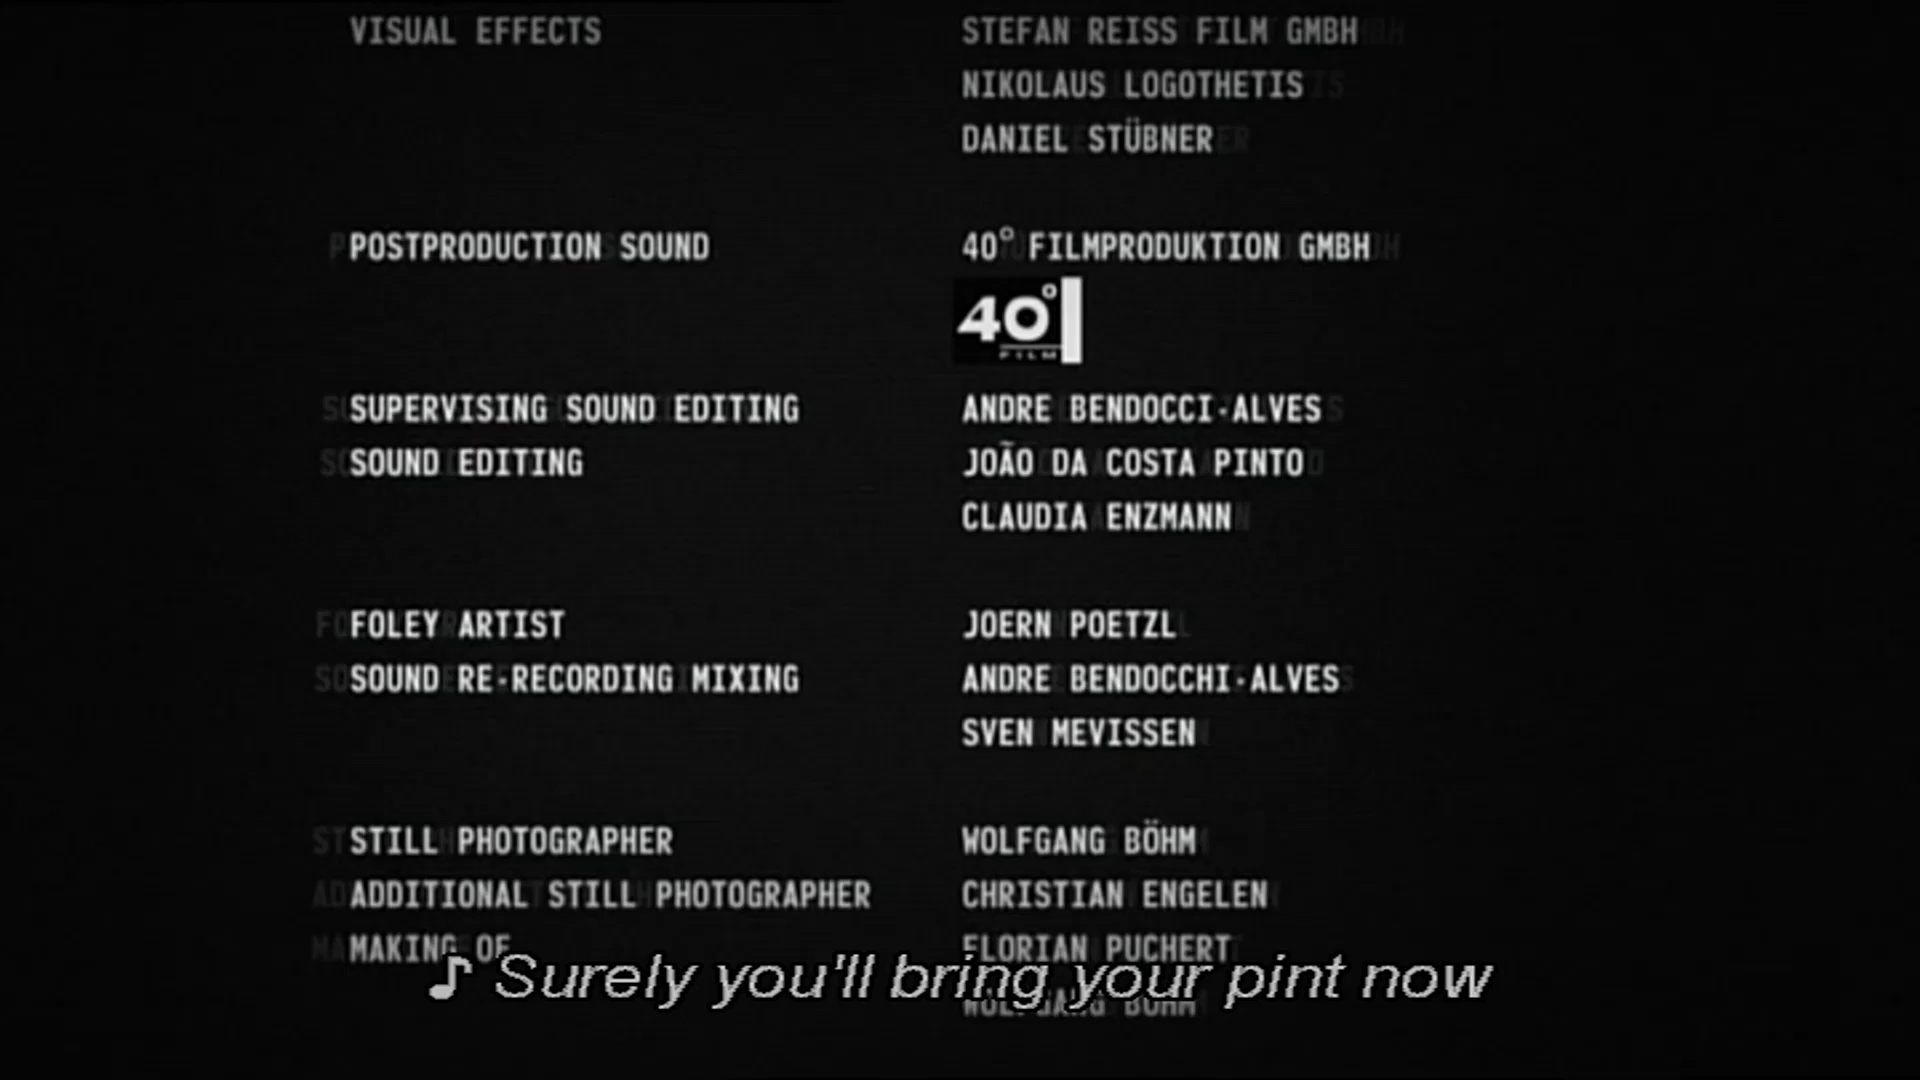 VISUAL EFFECTS STEFAN REISS FILM GMBH
NIKOLAUS LOGOTHETIS
DANIEL STÜBNER
POSTPRODUCTION SOUND 40° FILMPRODUKTION GMBH
40°
FILM
SUPERVISING SOUND EDITING ANDRE BENDOCCI-ALVES
SOUND EDITING JOÃO DA COSTA PINTO
CLAUDIA ENZMANN
FOLEY ARTIST JOERN POETZL
SOUND RE-RECORDING MIXING ANDRE BENDOCCHI-ALVES
SVEN MEVISSEN
STILL PHOTOGRAPHER WOLFGANG BÖHM
ADDITIONAL STILL PHOTOGRAPHER CHRISTIAN ENGELEN
MAKING OF FLORIAN PUCHERT
WOLFGANG BÖHM
♪ Surely you'll bring your pint now